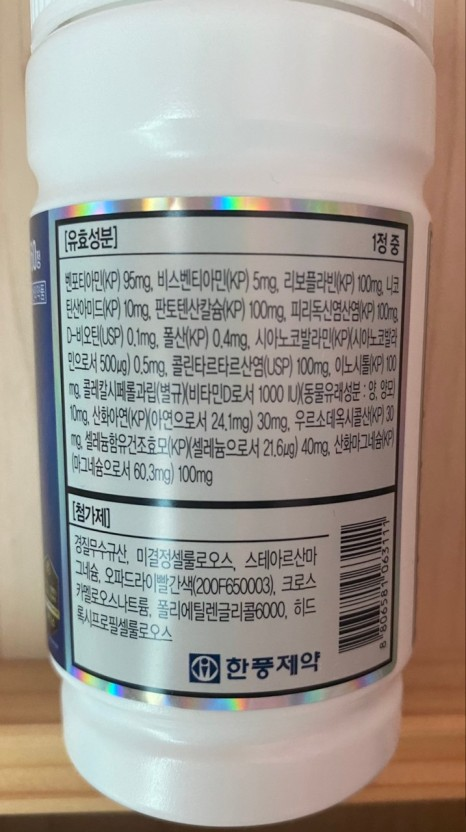 [유효성분] 1정 중
벤포티아민(KP) 95mg, 비스벤티아민(KP) 5mg, 리보플라빈(KP) 100mg, 니코
틴산아미드(KP) 10mg, 판토텐산칼슘(KP) 100mg, 피리독신염산염(KP) 100mg,
D-비오틴(USP) 0.1mg, 폴산(KP) 0.4mg, 시아노코발라민(KP)(시아노코발라
민으로서 500μg) 0.5mg, 콜린타르타르산염(USP) 100mg, 이노시톨(KP) 100
mg, 콜레칼시페롤과립(별규)(비타민D로서 1000 IU)(동물유래성분 : 양, 양모)
10mg, 산화아연(KP)(아연으로서 24.1mg) 30mg, 우르소데옥시콜산(KP) 30
mg, 셀레늄함유건조효모(KP)(셀레늄으로서 21.6μg) 40mg, 산화마그네슘(KP)
(마그네슘으로서 60.3mg) 100mg
[첨가제]
경질무수규산, 미결정셀룰로오스, 스테아르산마
그네슘, 오파드라이빨간색(200F650003), 크로스
카멜로오스나트륨, 폴리에틸렌글리콜6000, 히드
록시프로필셀룰로오스
8 806581 063111
한풍제약